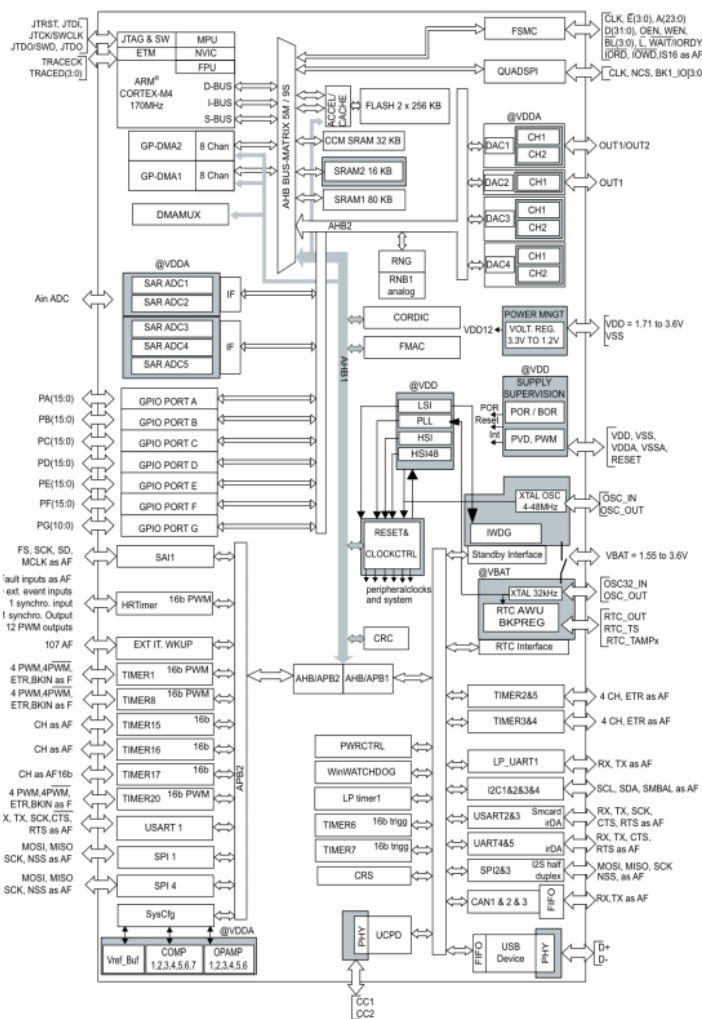 JTRST, JTDI,
JTCK/SWCLK
JTDO/SWD, JTDO
TRACECK
TRACED(3:0)
JTAG & SW
MPU
ETM
NVIC
FPU
ARM®
CORTEX-M4
170MHz
D-BUS
I-BUS
S-BUS
GP-DMA2
8 Chan
GP-DMA1
8 Chan
DMAMUX
AHB BUS-MATRIX 5M / 9S
ACCEL/
CACHE
FLASH 2 x 256 KB
CCM SRAM 32 KB
SRAM2 16 KB
SRAM1 80 KB
AHB2
RNG
RNB1
analog
FSMC
CLK, E(3:0), A(23:0)
D(31:0), OEN, WEN,
BL(3:0), L, WAIT/IORDY
IORD, IOWD,IS16 as AF
QUADSPI
CLK, NCS, BK1_IO[3:0
@VDDA
DAC1
CH1
CH2
OUT1/OUT2
DAC2
CH1
OUT1
DAC3
CH1
CH2
DAC4
CH1
CH2
@VDDA
SAR ADC1
SAR ADC2
IF
Ain ADC
SAR ADC3
SAR ADC4
SAR ADC5
IF
CORDIC
FMAC
AHB1
VDD12
POWER MNGT
VOLT. REG.
3.3V TO 1.2V
VDD = 1.71 to 3.6V
VSS
@VDD
SUPPLY
SUPERVISION
POR / BOR
PVD, PWM
POR
Reset
Int
VDD, VSS,
VDDA, VSSA,
RESET
@VDD
LSI
PLL
HSI
HSI48
PA(15:0)
GPIO PORT A
PB(15:0)
GPIO PORT B
PC(15:0)
GPIO PORT C
PD(15:0)
GPIO PORT D
PE(15:0)
GPIO PORT E
PF(15:0)
GPIO PORT F
PG(10:0)
GPIO PORT G
XTAL OSC
4-48MHz
OSC_IN
OSC_OUT
IWDG
Standby Interface
RESET&
CLOCKCTRL
peripheralclocks
and system
VBAT = 1.55 to 3.6V
@VBAT
XTAL 32kHz
OSC32_IN
OSC_OUT
RTC AWU
BKPREG
RTC_OUT
RTC_TS
RTC_TAMPx
RTC Interface
FS, SCK, SD,
MCLK as AF
SAI1
ault inputs as AF
ext. event inputs
1 synchro. input
synchro. Output
12 PWM outputs
HRTimer
16b PWM
107 AF
EXT IT. WKUP
CRC
AHB/APB2
AHB/APB1
4 PWM,4PWM,
ETR,BKIN as F
TIMER1
16b PWM
4 PWM,4PWM,
ETR,BKIN as F
TIMER8
16b PWM
CH as AF
TIMER15
16b
CH as AF
TIMER16
16b
CH as AF16b
TIMER17
16b
4 PWM,4PWM,
ETR,BKIN as F
TIMER20
16b PWM
X, TX, SCK,CTS,
RTS as AF
USART 1
MOSI, MISO
SCK, NSS as AF
SPI 1
MOSI, MISO
SCK, NSS as AF
SPI 4
SysCfg
APB2
@VDDA
Vref_Buf
COMP
1,2,3,4,5,6,7
OPAMP
1,2,3,4,5,6
PWRCTRL
WinWATCHDOG
LP timer1
TIMER6
16b trigg
TIMER7
16b trigg
CRS
PHY
UCPD
CC1
CC2
TIMER2&5
4 CH, ETR as AF
TIMER3&4
4 CH, ETR as AF
LP_UART1
RX, TX as AF
I2C1&2&3&4
SCL, SDA, SMBAL as AF
USART2&3
Smcard
irDA
RX, TX, SCK,
CTS, RTS as AF
UART4&5
irDA
RX, TX, CTS,
RTS as AF
SPI2&3
I2S half
duplex
MOSI, MISO, SCK
NSS, as AF
CAN1 & 2 & 3
FIFO
RX,TX as AF
FIFO
USB
Device
PHY
D+
D-